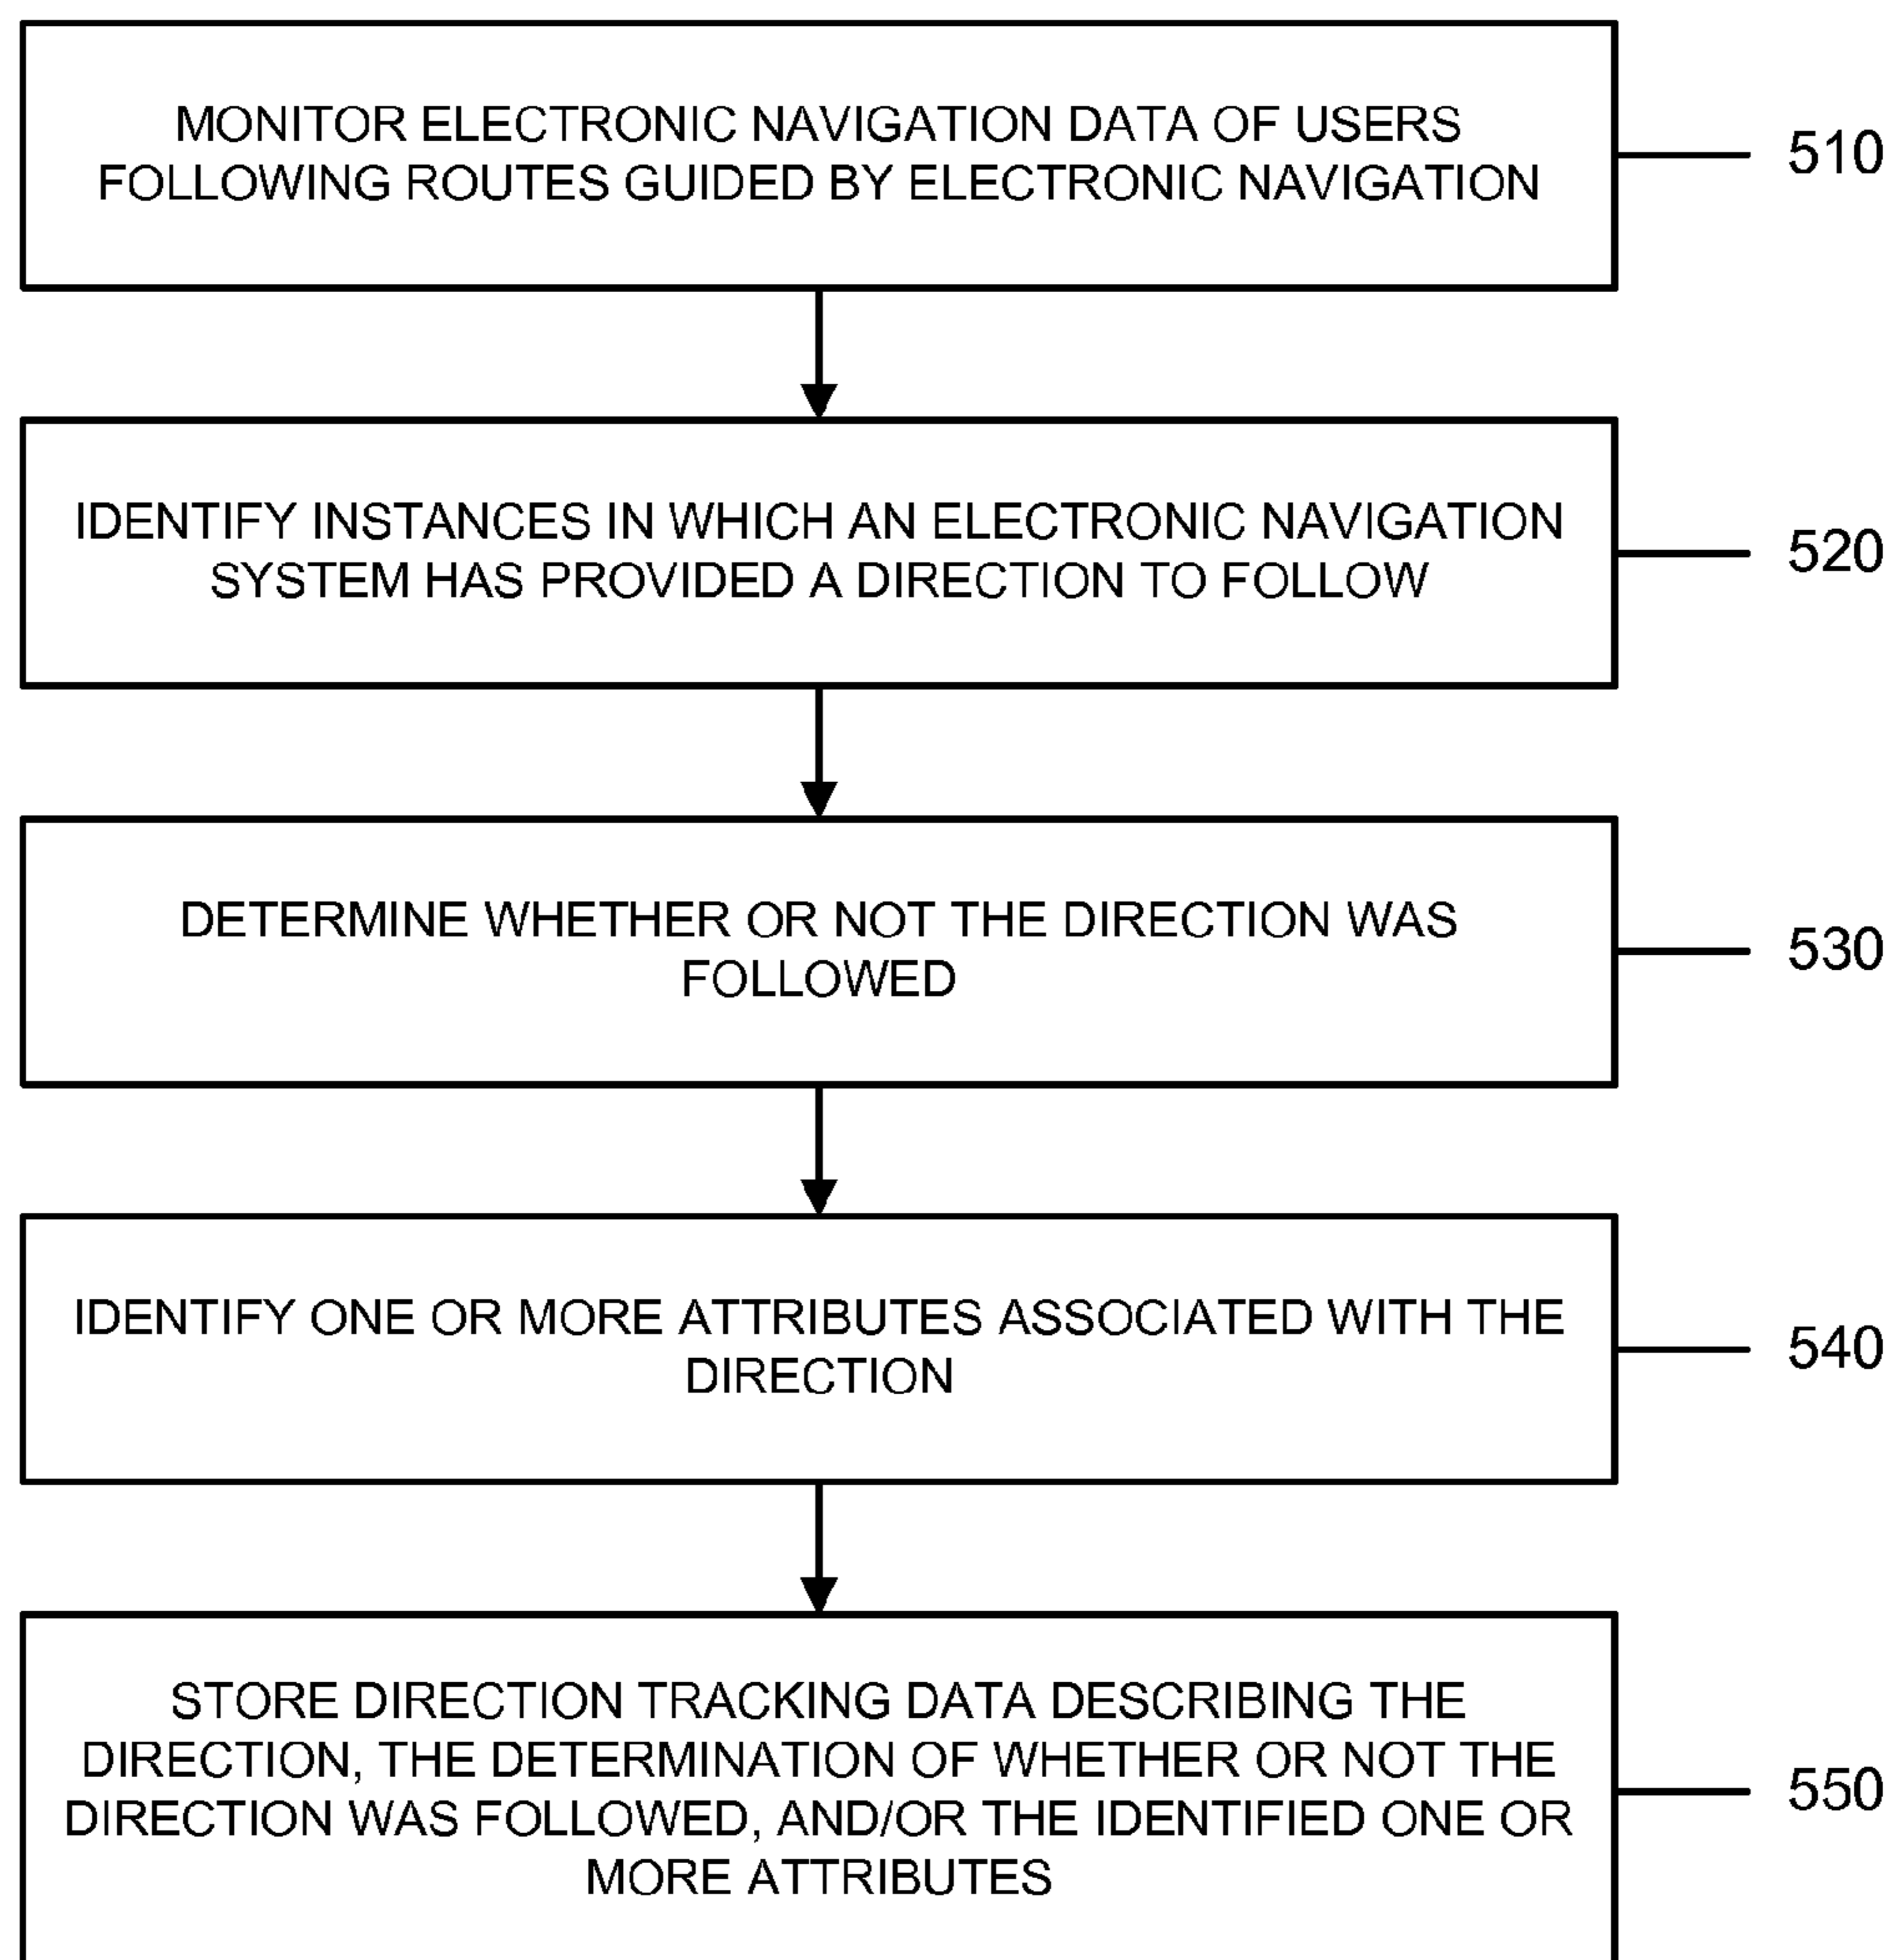 MONITOR ELECTRONIC NAVIGATION DATA OF USERS
FOLLOWING ROUTES GUIDED BY ELECTRONIC NAVIGATION
510
IDENTIFY INSTANCES IN WHICH AN ELECTRONIC NAVIGATION
SYSTEM HAS PROVIDED A DIRECTION TO FOLLOW
520
DETERMINE WHETHER OR NOT THE DIRECTION WAS
FOLLOWED
530
IDENTIFY ONE OR MORE ATTRIBUTES ASSOCIATED WITH THE
DIRECTION
540
STORE DIRECTION TRACKING DATA DESCRIBING THE
DIRECTION, THE DETERMINATION OF WHETHER OR NOT THE
DIRECTION WAS FOLLOWED, AND/OR THE IDENTIFIED ONE OR
MORE ATTRIBUTES
550